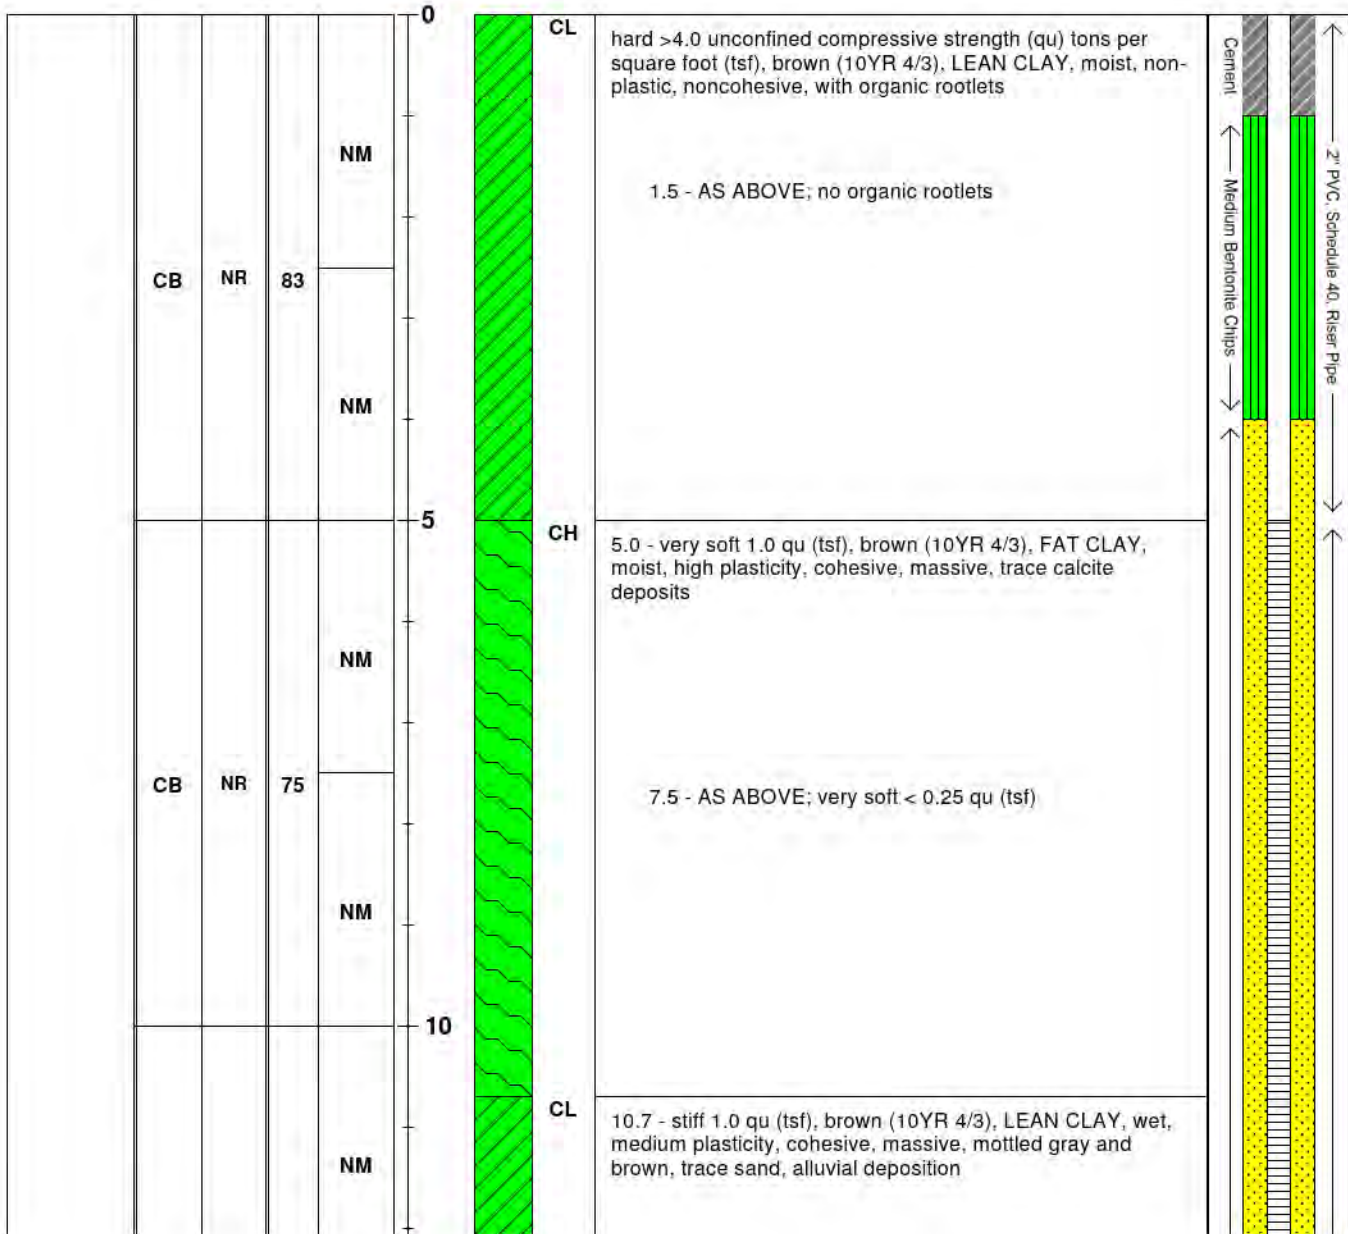 0
CL
hard >4.0 unconfined compressive strength (qu) tons per
square foot (tsf), brown (10YR 4/3), LEAN CLAY, moist, non-
plastic, noncohesive, with organic rootlets
Cement
2" PVC, Schedule 40, Riser Pipe
NM
Medium Bentonite Chips
1.5 - AS ABOVE; no organic rootlets
CB NR 83
NM
5
CH
5.0 - very soft 1.0 qu (tsf), brown (10YR 4/3), FAT CLAY,
moist, high plasticity, cohesive, massive, trace calcite
deposits
NM
CB NR 75
7.5 - AS ABOVE; very soft < 0.25 qu (tsf)
NM
10
CL
10.7 - stiff 1.0 qu (tsf), brown (10YR 4/3), LEAN CLAY, wet,
medium plasticity, cohesive, massive, mottled gray and
brown, trace sand, alluvial deposition
NM